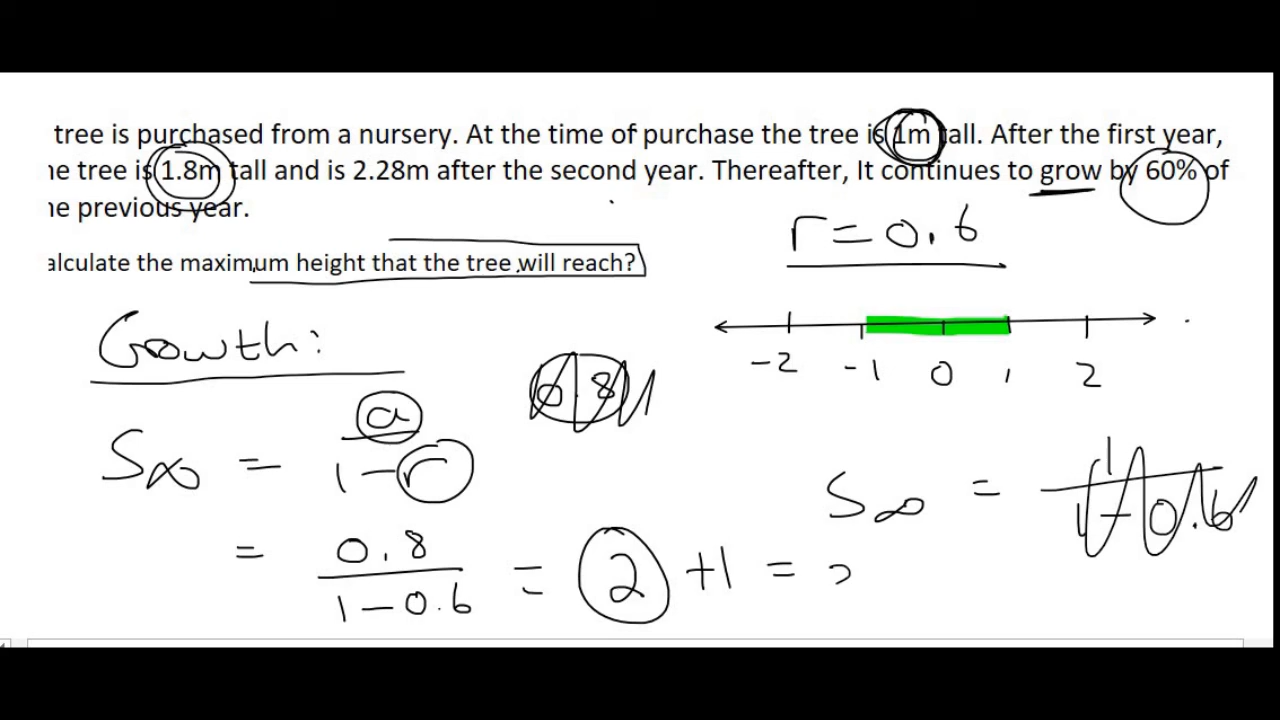 tree is purchased from a nursery. At the time of purchase the tree is 1m tall. After the first year,
ne tree is 1.8m tall and is 2.28m after the second year. Thereafter, It continues to grow by 60% of
ne previous year.
alculate the maximum height that the tree will reach?
r = 0.6
-2 -1 0 1 2
Growth:
0.8
S∞ = a / 1 - r
S∞ = 1 / 1 - 0.6
= 0.8 / 1 - 0.6 = 2 + 1 =